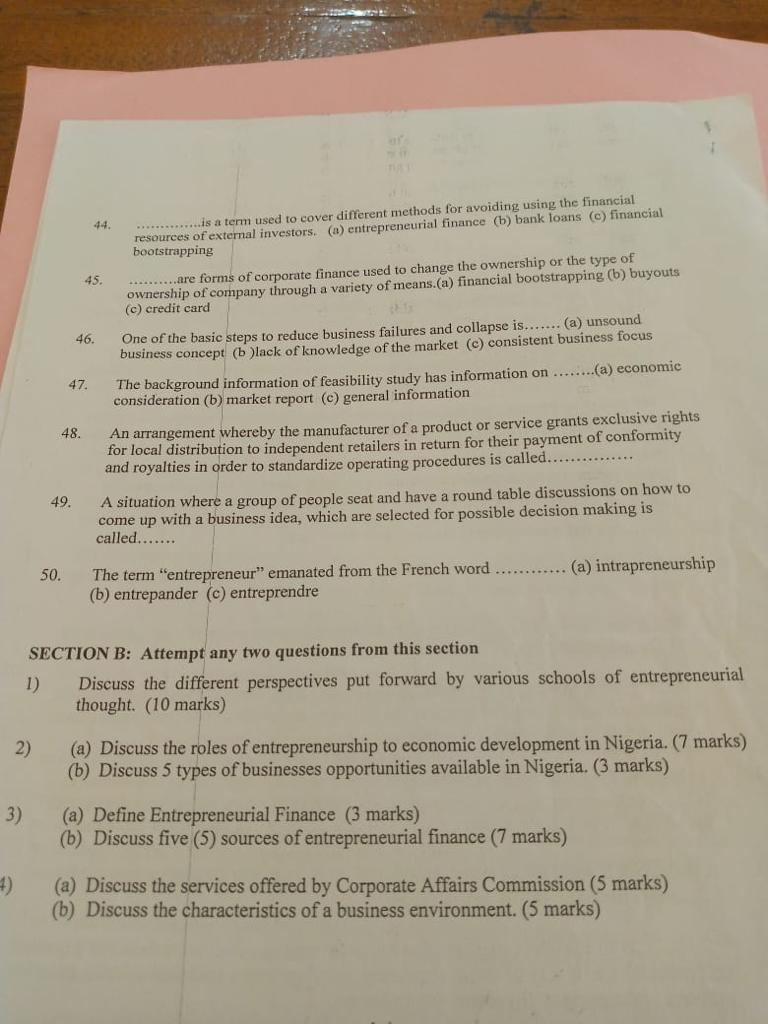 44. ..............is a term used to cover different methods for avoiding using the financial
resources of external investors. (a) entrepreneurial finance (b) bank loans (c) financial
bootstrapping
45. ..........are forms of corporate finance used to change the ownership or the type of
ownership of company through a variety of means.(a) financial bootstrapping (b) buyouts
(c) credit card
46. One of the basic steps to reduce business failures and collapse is....... (a) unsound
business concept (b )lack of knowledge of the market (c) consistent business focus
47. The background information of feasibility study has information on ........(a) economic
consideration (b) market report (c) general information
48. An arrangement whereby the manufacturer of a product or service grants exclusive rights
for local distribution to independent retailers in return for their payment of conformity
and royalties in order to standardize operating procedures is called...............
49. A situation where a group of people seat and have a round table discussions on how to
come up with a business idea, which are selected for possible decision making is
called.......
50. The term “entrepreneur” emanated from the French word ............ (a) intrapreneurship
(b) entrepander (c) entreprendre
SECTION B: Attempt any two questions from this section
1) Discuss the different perspectives put forward by various schools of entrepreneurial
thought. (10 marks)
2) (a) Discuss the roles of entrepreneurship to economic development in Nigeria. (7 marks)
(b) Discuss 5 types of businesses opportunities available in Nigeria. (3 marks)
3) (a) Define Entrepreneurial Finance (3 marks)
(b) Discuss five (5) sources of entrepreneurial finance (7 marks)
4) (a) Discuss the services offered by Corporate Affairs Commission (5 marks)
(b) Discuss the characteristics of a business environment. (5 marks)